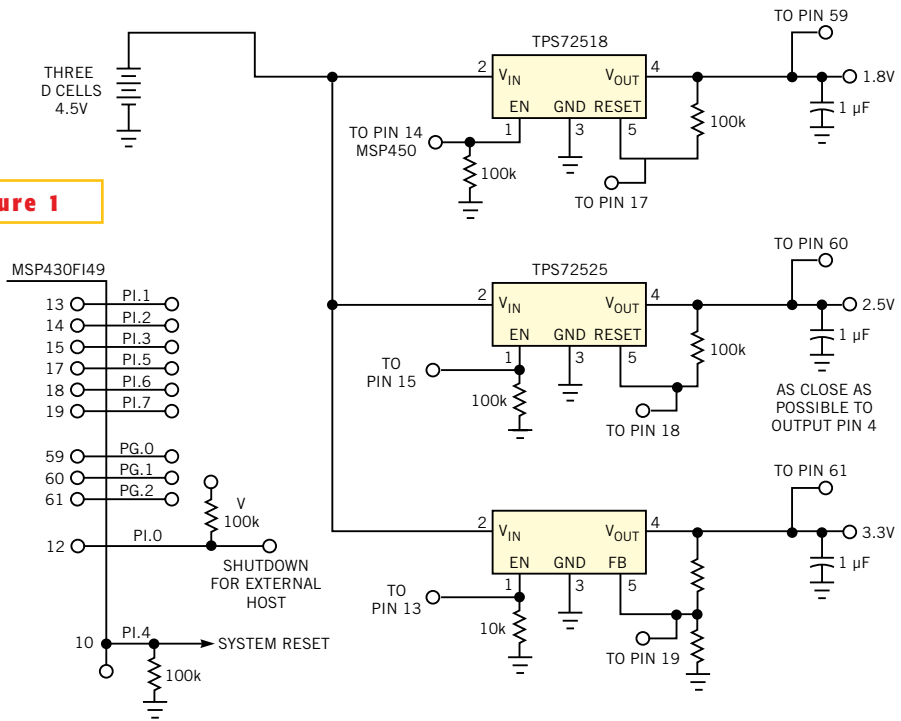 TO PIN 59
TPS72518
THREE
D CELLS
4.5V
2 VIN VOUT 4
1.8V
EN GND RESET
1 3 5
1 µF
100k
TO PIN 14
MSP450
100k
TO PIN 17
ure 1
TO PIN 60
TPS72525
2 VIN VOUT 4
2.5V
EN GND RESET
1 3 5
1 µF
100k
TO
PIN 15
100k
TO PIN 18
AS CLOSE AS
POSSIBLE TO
OUTPUT PIN 4
MSP430FI49
13 PI.1
14 PI.2
15 PI.3
17 PI.5
18 PI.6
19 PI.7
59 PG.0
60 PG.1
61 PG.2
V
100k
12 PI.0
SHUTDOWN
FOR EXTERNAL
HOST
10 PI.4
SYSTEM RESET
100k
TO PIN 61
2 VIN VOUT 4
3.3V
EN GND FB
1 3 5
1 µF
TO
PIN 13
10k
TO PIN 19